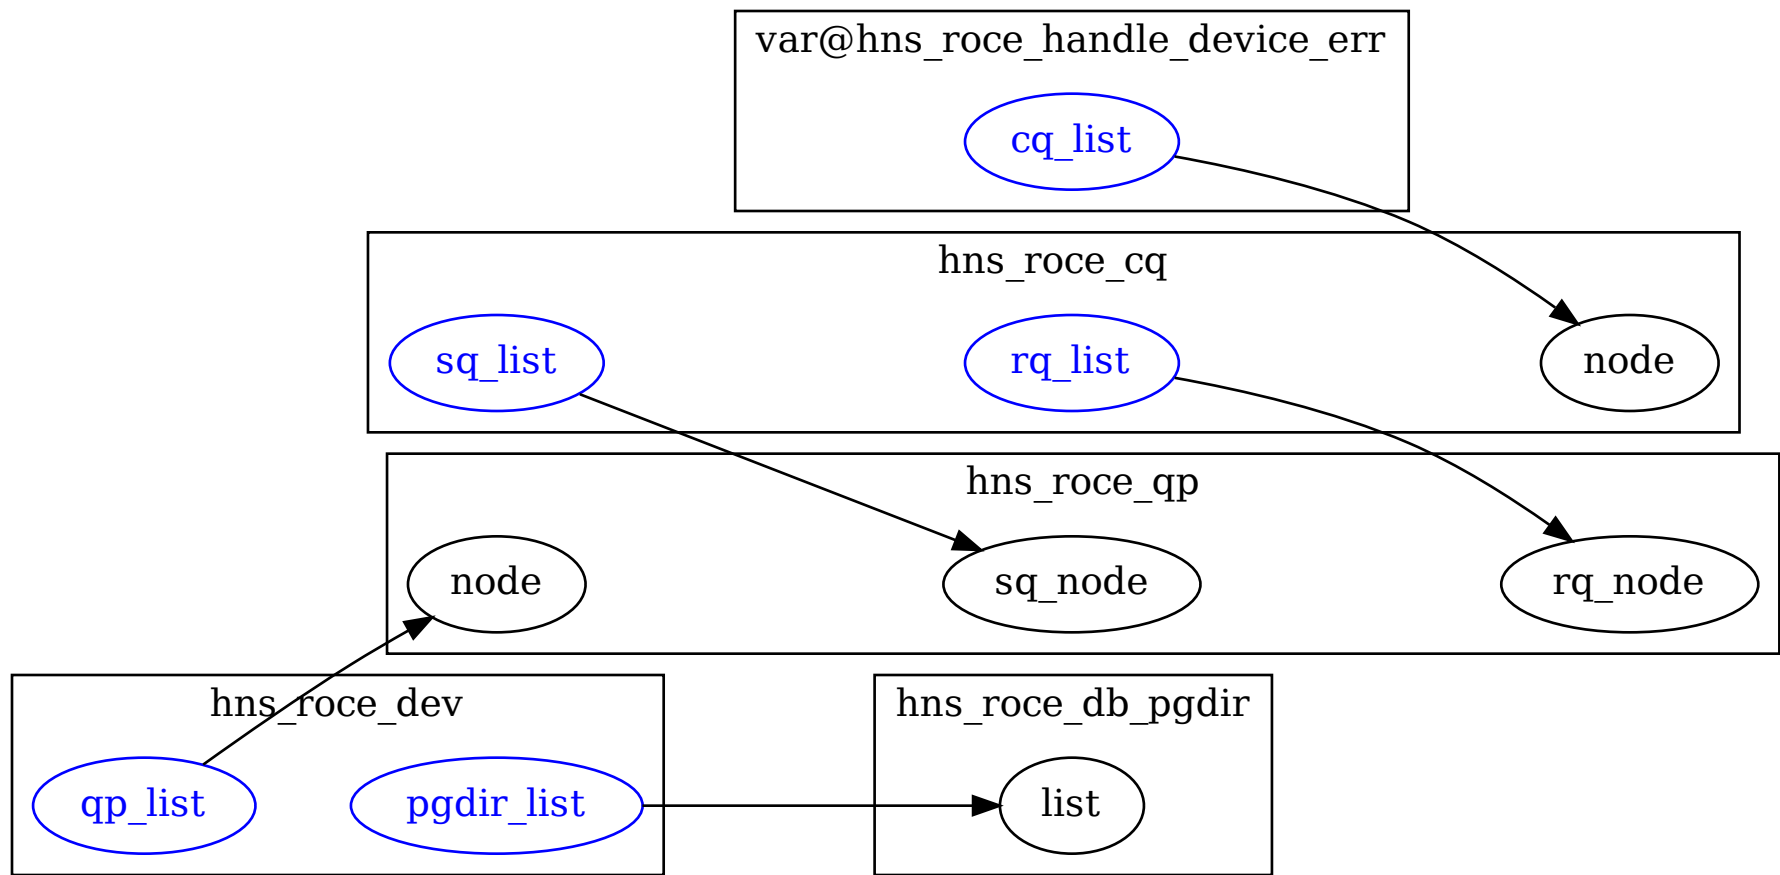 var@hns_roce_handle_device_err
cq_list
hns_roce_cq
sq_list
rq_list
node
hns_roce_qp
node
sq_node
rq_node
hns_roce_dev
qp_list
pgdir_list
hns_roce_db_pgdir
list